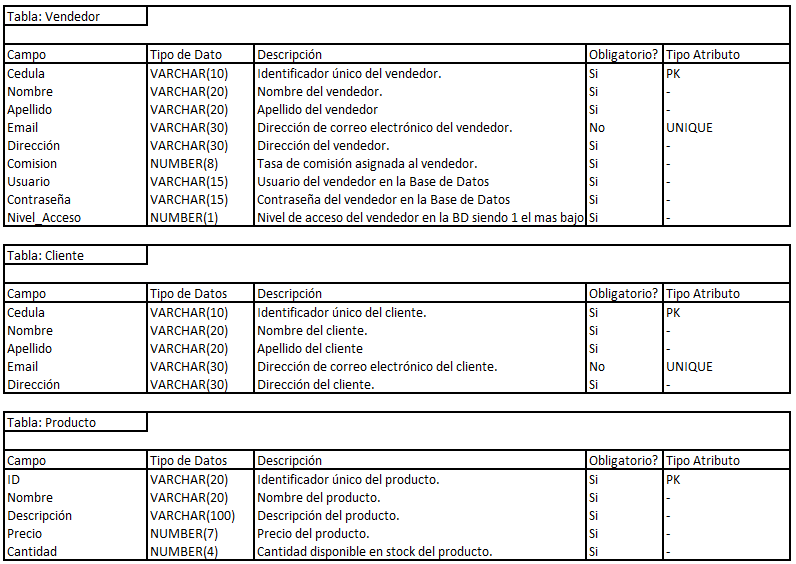 Tabla: Vendedor
Campo Tipo de Dato Descripción Obligatorio? Tipo Atributo
Cedula VARCHAR(10) Identificador único del vendedor. Si PK
Nombre VARCHAR(20) Nombre del vendedor. Si -
Apellido VARCHAR(20) Apellido del vendedor Si -
Email VARCHAR(30) Dirección de correo electrónico del vendedor. No UNIQUE
Dirección VARCHAR(30) Dirección del vendedor. Si -
Comision NUMBER(8) Tasa de comisión asignada al vendedor. Si -
Usuario VARCHAR(15) Usuario del vendedor en la Base de Datos Si -
Contraseña VARCHAR(15) Contraseña del vendedor en la Base de Datos Si -
Nivel_Acceso NUMBER(1) Nivel de acceso del vendedor en la BD siendo 1 el mas bajo Si -
Tabla: Cliente
Campo Tipo de Datos Descripción Obligatorio? Tipo Atributo
Cedula VARCHAR(10) Identificador único del cliente. Si PK
Nombre VARCHAR(20) Nombre del cliente. Si -
Apellido VARCHAR(20) Apellido del cliente Si -
Email VARCHAR(30) Dirección de correo electrónico del cliente. No UNIQUE
Dirección VARCHAR(30) Dirección del cliente. Si -
Tabla: Producto
Campo Tipo de Datos Descripción Obligatorio? Tipo Atributo
ID VARCHAR(20) Identificador único del producto. Si PK
Nombre VARCHAR(20) Nombre del producto. Si -
Descripción VARCHAR(100) Descripción del producto. Si -
Precio NUMBER(7) Precio del producto. Si -
Cantidad NUMBER(4) Cantidad disponible en stock del producto. Si -